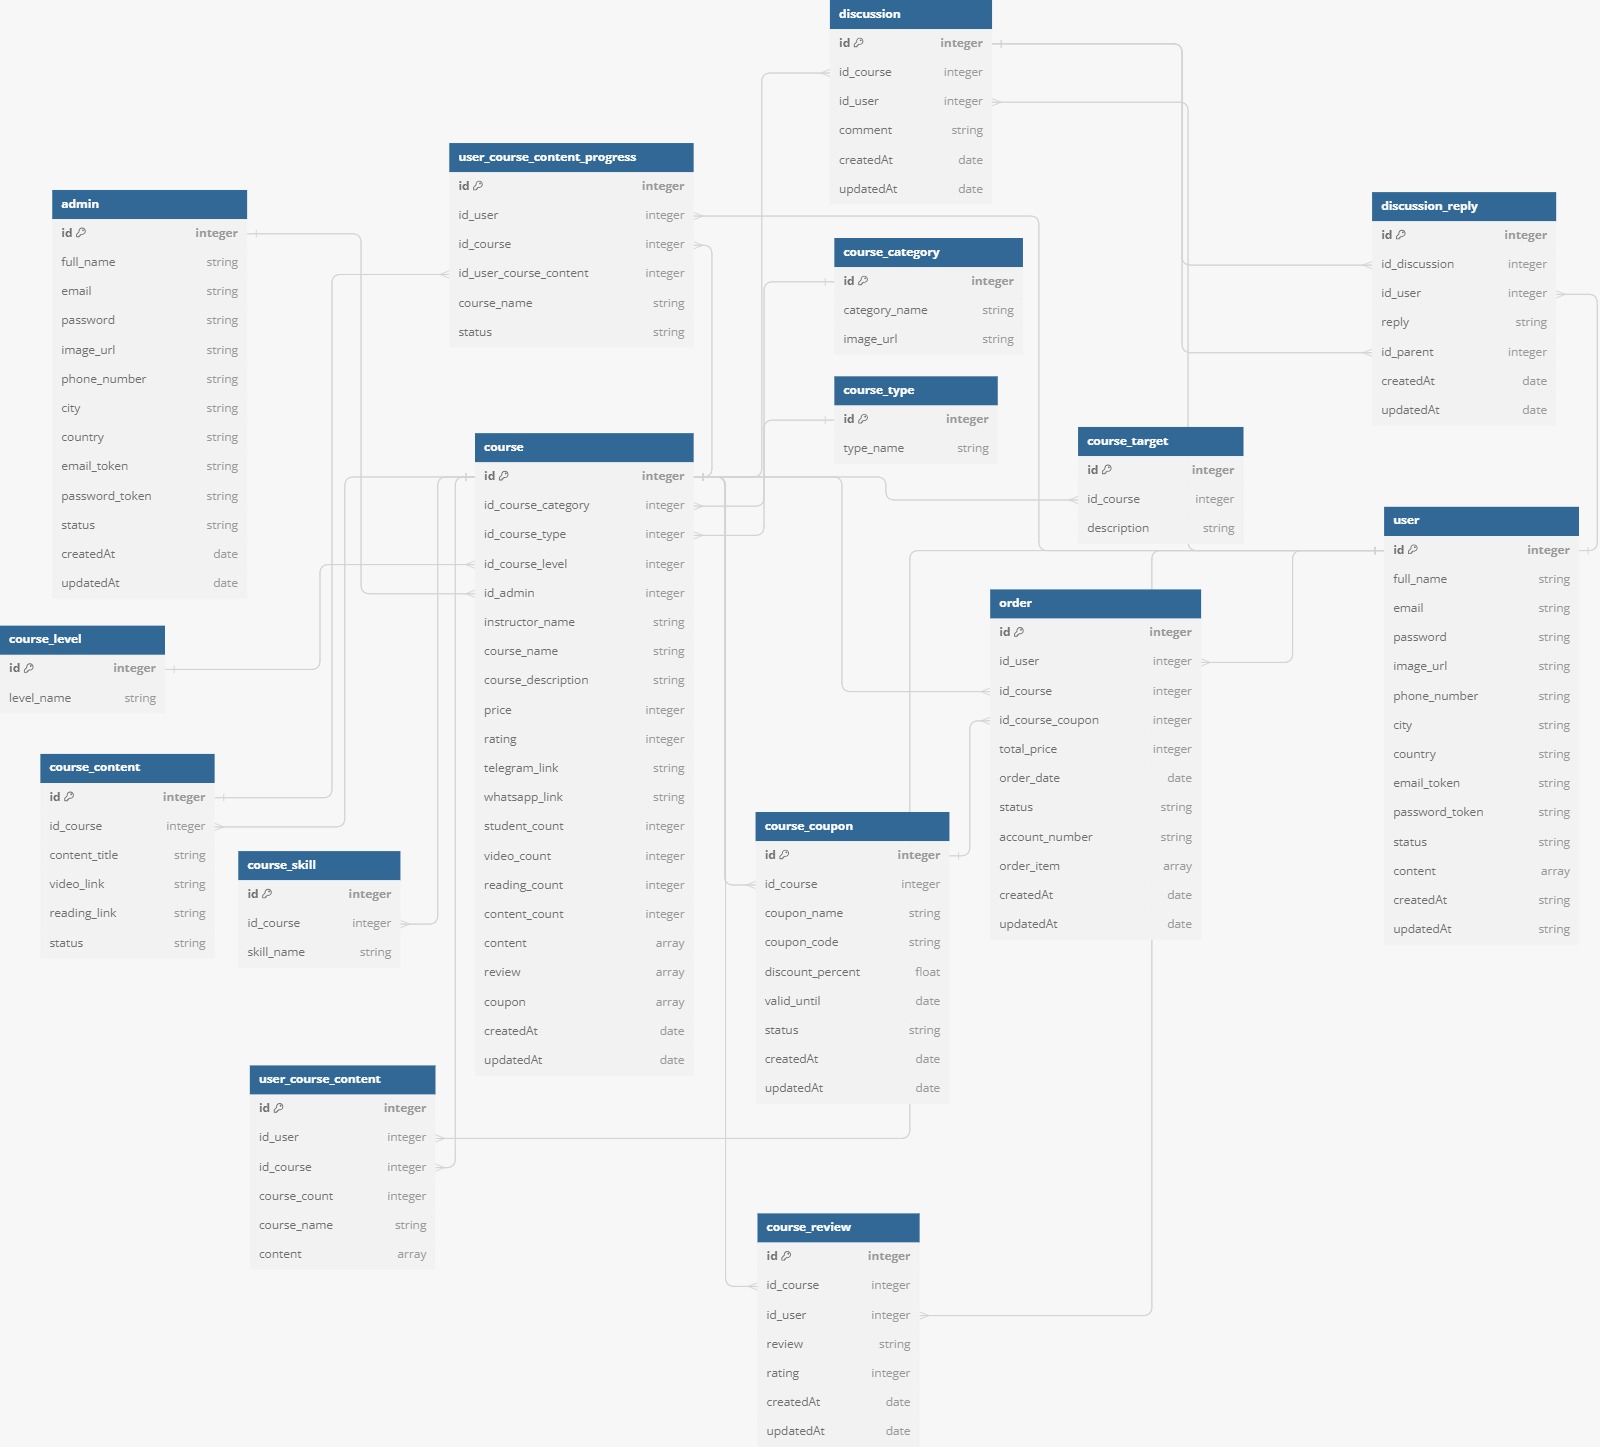 discussion
id integer
id_course integer
id_user integer
comment string
createdAt date
updatedAt date
user_course_content_progress
id integer
id_user integer
id_course integer
id_user_course_content integer
course_name string
status string
admin
id integer
full_name string
email string
password string
image_url string
phone_number string
city string
country string
email_token string
password_token string
status string
createdAt date
updatedAt date
discussion_reply
id integer
id_discussion integer
id_user integer
reply string
id_parent integer
createdAt date
updatedAt date
course_category
id integer
category_name string
image_url string
course_type
id integer
type_name string
course_target
id integer
id_course integer
description string
course
id integer
id_course_category integer
id_course_type integer
id_course_level integer
id_admin integer
instructor_name string
course_name string
course_description string
price integer
rating integer
telegram_link string
whatsapp_link string
student_count integer
video_count integer
reading_count integer
content_count integer
content array
review array
coupon array
createdAt date
updatedAt date
user
id integer
full_name string
email string
password string
image_url string
phone_number string
city string
country string
email_token string
password_token string
status string
content array
createdAt string
updatedAt string
order
id integer
id_user integer
id_course integer
id_course_coupon integer
total_price integer
order_date date
status string
account_number string
order_item array
createdAt date
updatedAt date
course_level
id integer
level_name string
course_content
id integer
id_course integer
content_title string
video_link string
reading_link string
status string
course_skill
id integer
id_course integer
skill_name string
course_coupon
id integer
id_course integer
coupon_name string
coupon_code string
discount_percent float
valid_until date
status string
createdAt date
updatedAt date
user_course_content
id integer
id_user integer
id_course integer
course_count integer
course_name string
content array
course_review
id integer
id_course integer
id_user integer
review string
rating integer
createdAt date
updatedAt date